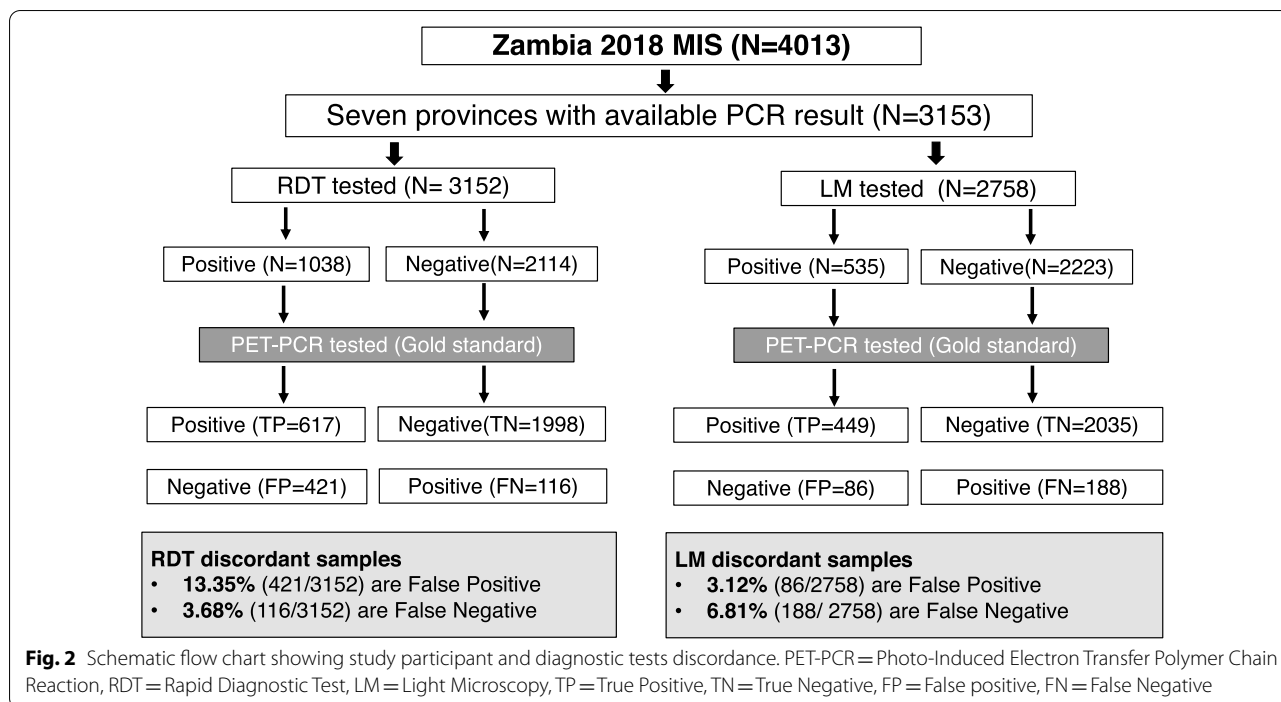 Zambia 2018 MIS (N=4013)
Seven provinces with available PCR result (N=3153)
RDT tested (N= 3152)
LM tested (N=2758)
Positive (N=1038)
Negative(N=2114)
Positive (N=535)
Negative(N=2223)
PET-PCR tested (Gold standard)
PET-PCR tested (Gold standard)
Positive (TP=617)
Negative(TN=1998)
Positive (TP=449)
Negative (TN=2035)
Negative (FP=421)
Positive (FN=116)
Negative (FP=86)
Positive (FN=188)
RDT discordant samples
• 13.35% (421/3152) are False Positive
• 3.68% (116/3152) are False Negative
LM discordant samples
• 3.12% (86/2758) are False Positive
• 6.81% (188/ 2758) are False Negative
Fig. 2 Schematic flow chart showing study participant and diagnostic tests discordance. PET-PCR = Photo-Induced Electron Transfer Polymer Chain
Reaction, RDT = Rapid Diagnostic Test, LM = Light Microscopy, TP = True Positive, TN = True Negative, FP = False positive, FN = False Negative